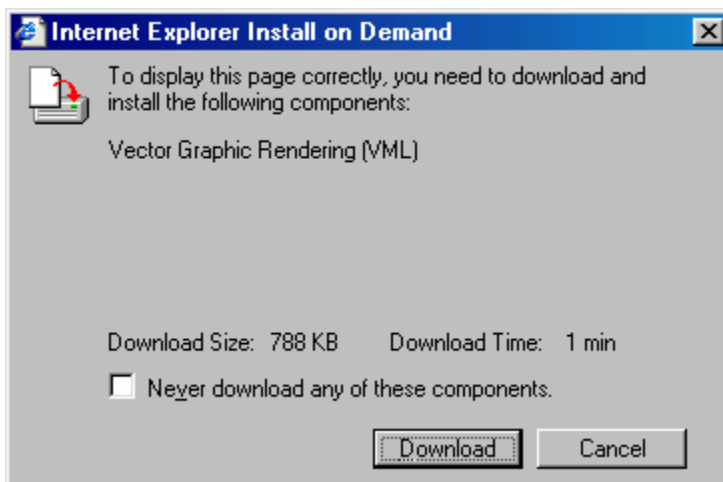 Internet Explorer Install on Demand
To display this page correctly, you need to download and
install the following components:
Vector Graphic Rendering (VML)
Download Size: 788 KB Download Time: 1 min
Never download any of these components.
Download Cancel